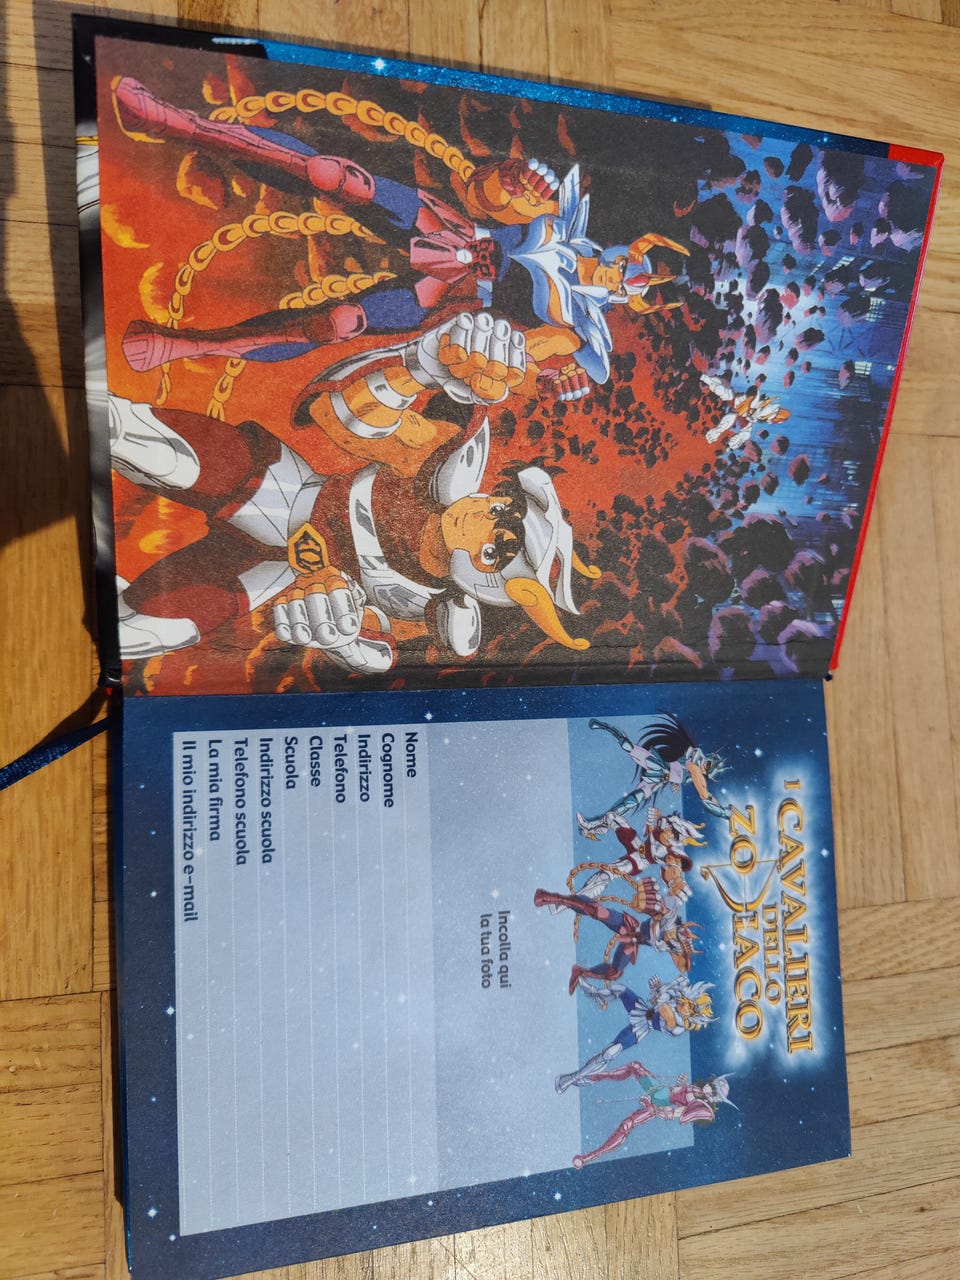 I CAVALIERI
DELLO
ZODIACO
Incolla qui
la tua foto
Nome
Cognome
Indirizzo
Telefono
Classe
Scuola
Indirizzo scuola
Telefono scuola
La mia firma
Il mio indirizzo e-mail